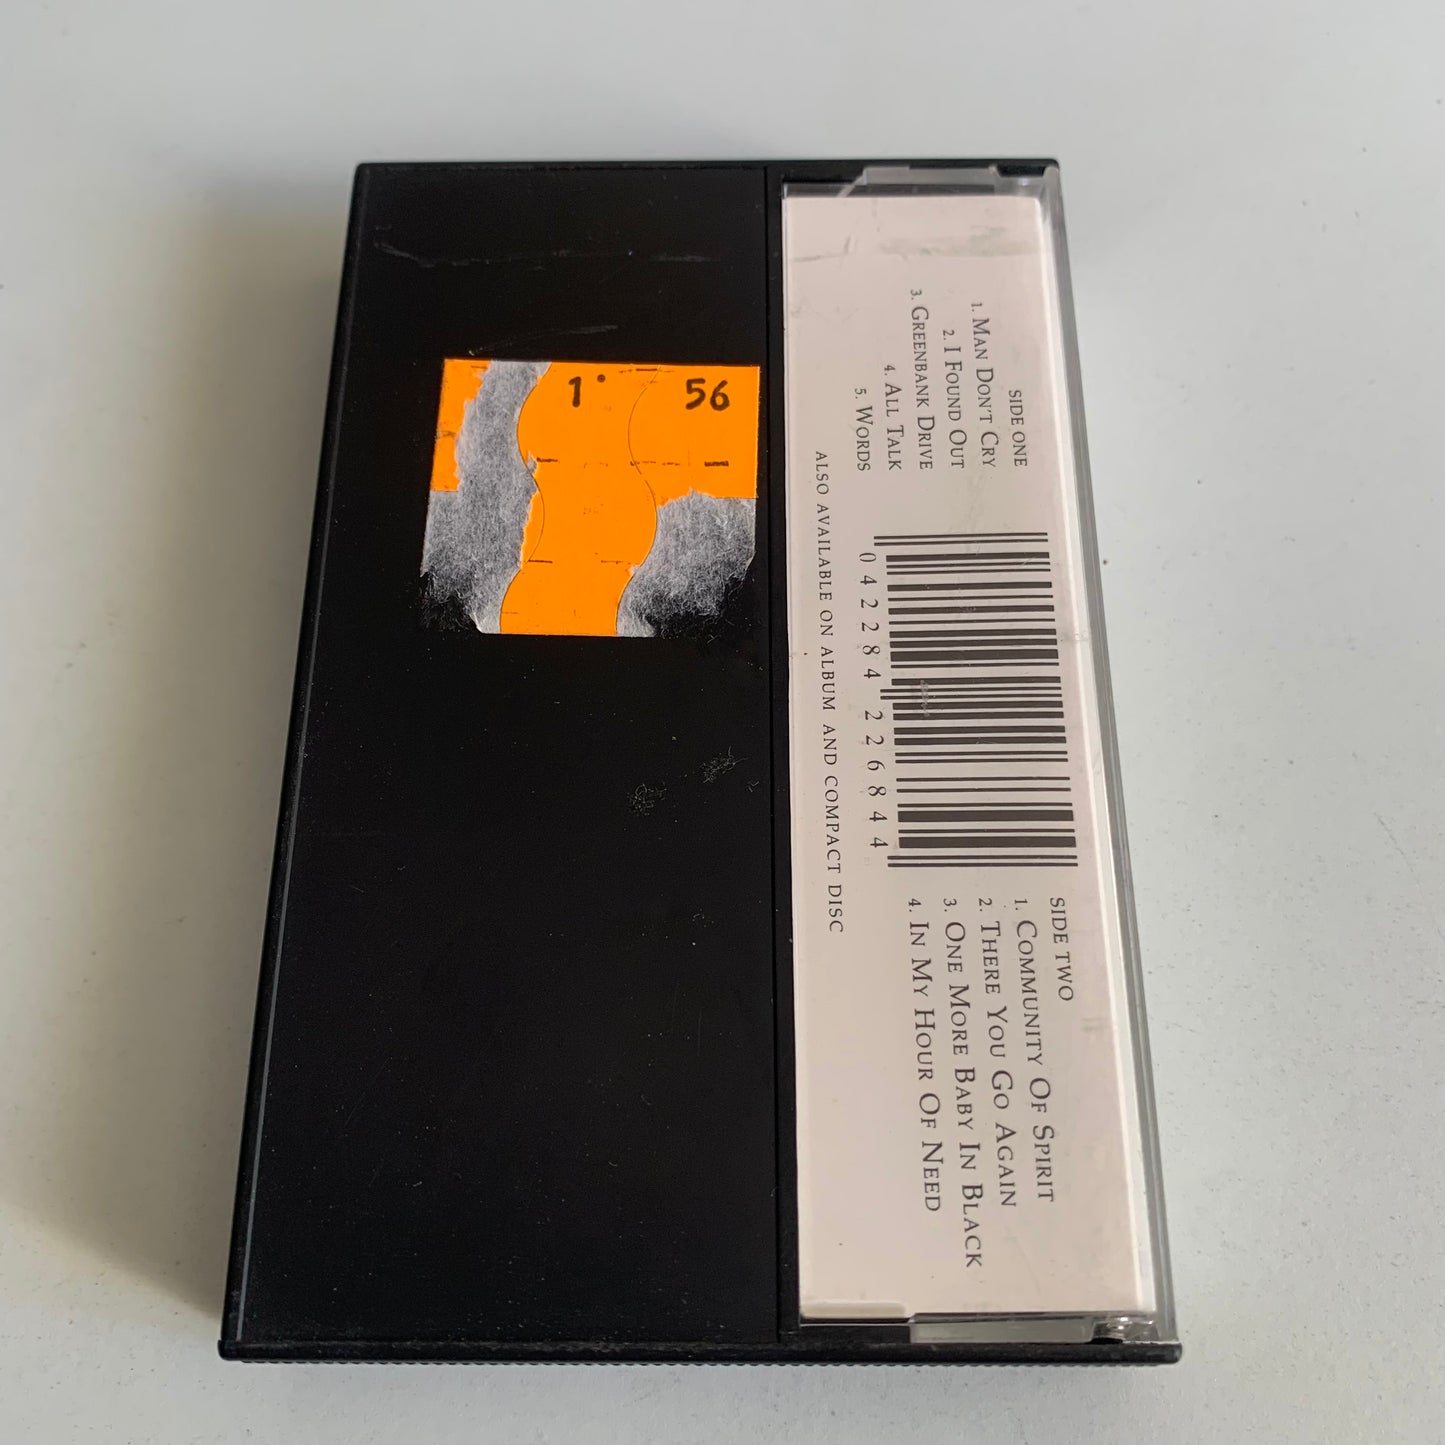 1. 56
SIDE ONE
1. MAN DON'T CRY
2. I FOUND OUT
3. GREENBANK DRIVE
4. ALL TALK
5. WORDS
0 42284 22684 4
SIDE TWO
1. COMMUNITY OF SPIRIT
2. THERE YOU GO AGAIN
3. ONE MORE BABY IN BLACK
4. IN MY HOUR OF NEED
ALSO AVAILABLE ON ALBUM AND COMPACT DISC